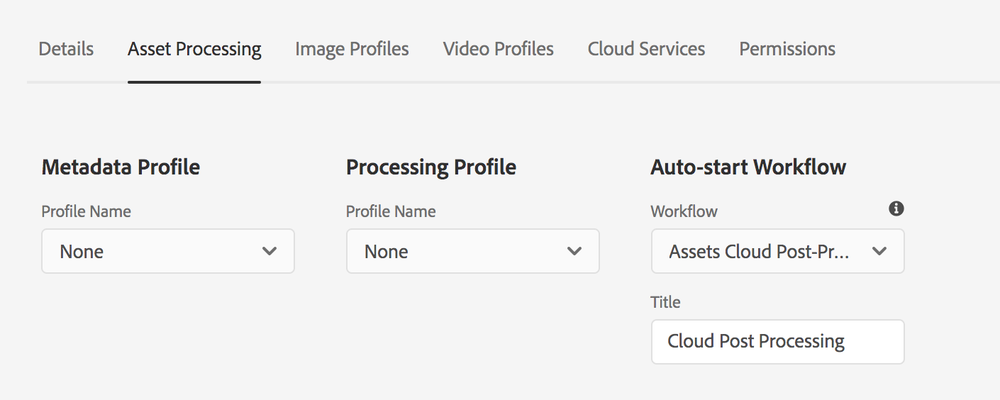 Details Asset Processing Image Profiles Video Profiles Cloud Services Permissions
Metadata Profile Processing Profile Auto-start Workflow
Profile Name Profile Name Workflow
None None Assets Cloud Post-Pr...
Title
Cloud Post Processing